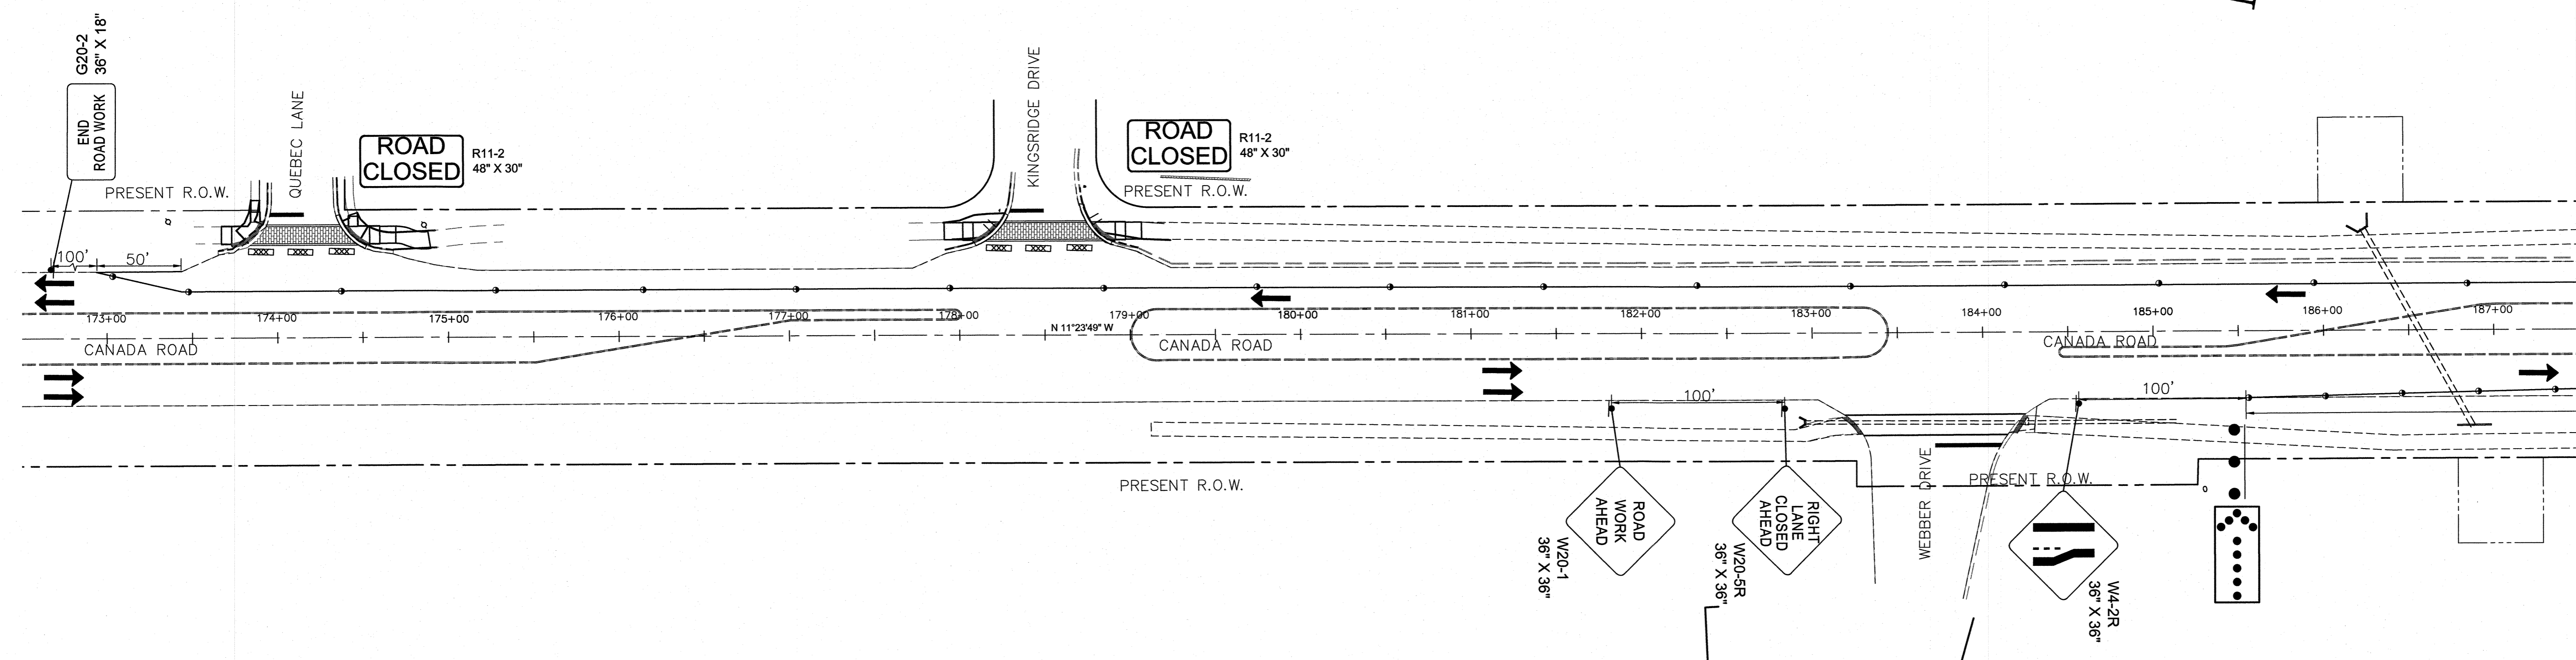 G20-2
36" X 18"
END
ROAD WORK
QUEBEC LANE
ROAD
CLOSED
R11-2
48" X 30"
KINGSRIDGE DRIVE
ROAD
CLOSED
R11-2
48" X 30"
PRESENT R.O.W.
PRESENT R.O.W.
100'
50'
173+00
174+00
175+00
176+00
177+00
178+00
179+00
180+00
181+00
182+00
183+00
184+00
185+00
186+00
187+00
N 11°23'49" W
CANADA ROAD
CANADA ROAD
CANADA ROAD
100'
100'
PRESENT R.O.W.
PRESENT R.O.W.
ROAD
WORK
AHEAD
W20-1
36" X 36"
RIGHT
LANE
CLOSED
AHEAD
W20-5R
36" X 36"
WEBBER DRIVE
W4-2R
36" X 36"